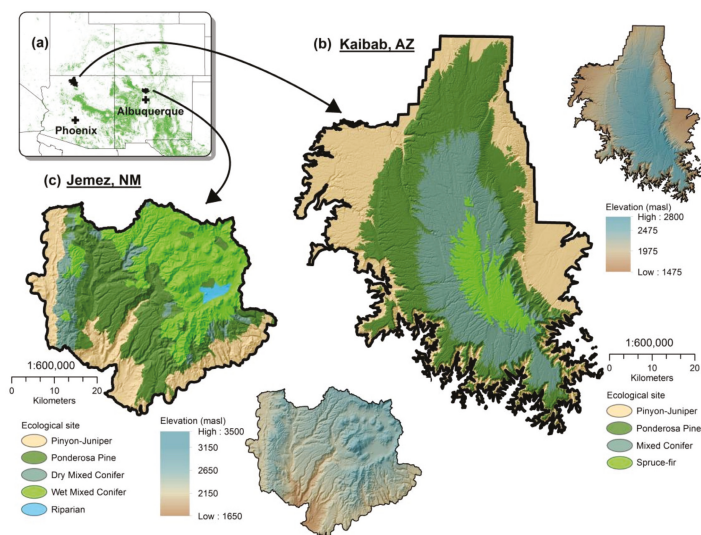 (a)
Phoenix
Albuquerque
(b) Kaibab, AZ
Elevation (masl)
High : 2800
2475
1975
Low : 1475
(c) Jemez, NM
1:600,000
0 10 20
Kilometers
Ecological site
Pinyon-Juniper
Ponderosa Pine
Dry Mixed Conifer
Wet Mixed Conifer
Riparian
Elevation (masl)
High : 3500
3150
2650
2150
Low : 1650
1:600,000
0 10 20
Kilometers
Ecological site
Pinyon-Juniper
Ponderosa Pine
Mixed Conifer
Spruce-fir